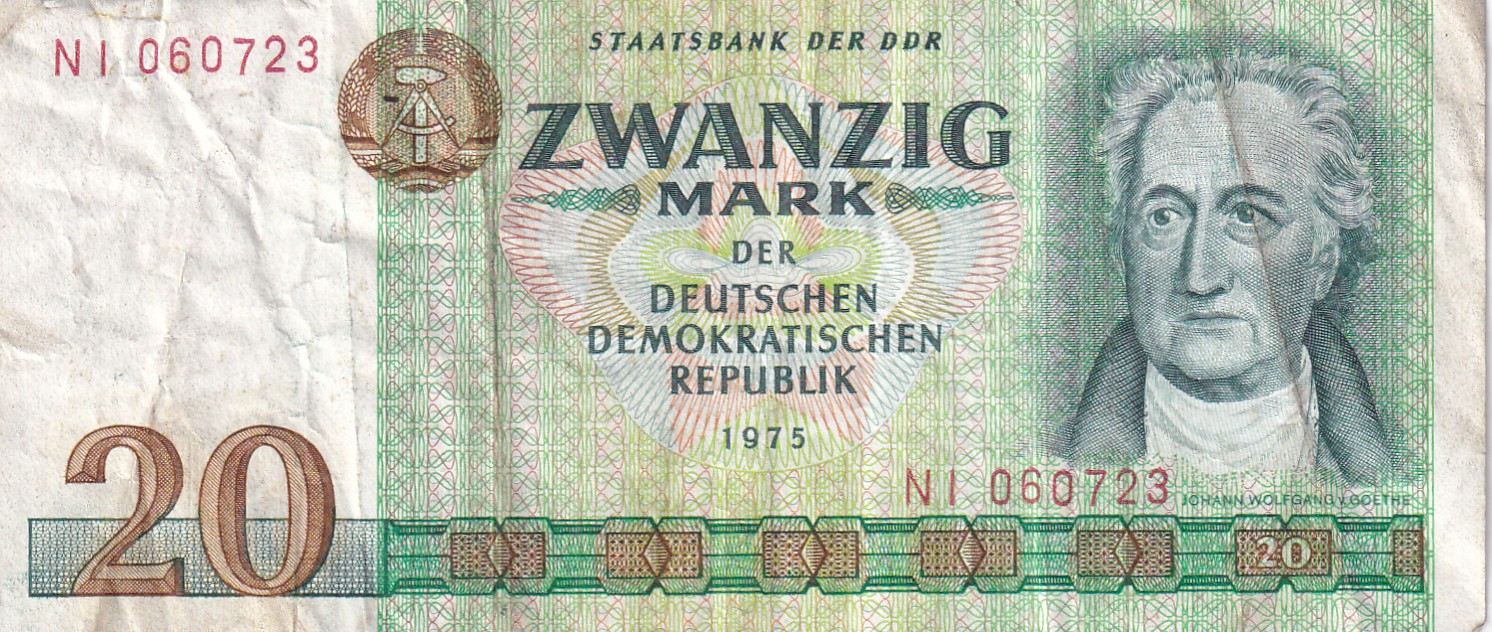 NI 060723
STAATSBANK DER DDR
ZWANZIG
MARK
DER
DEUTSCHEN
DEMOKRATISCHEN
REPUBLIK
1975
NI 060723
JOHANN WOLFGANG v. GOETHE
20
20